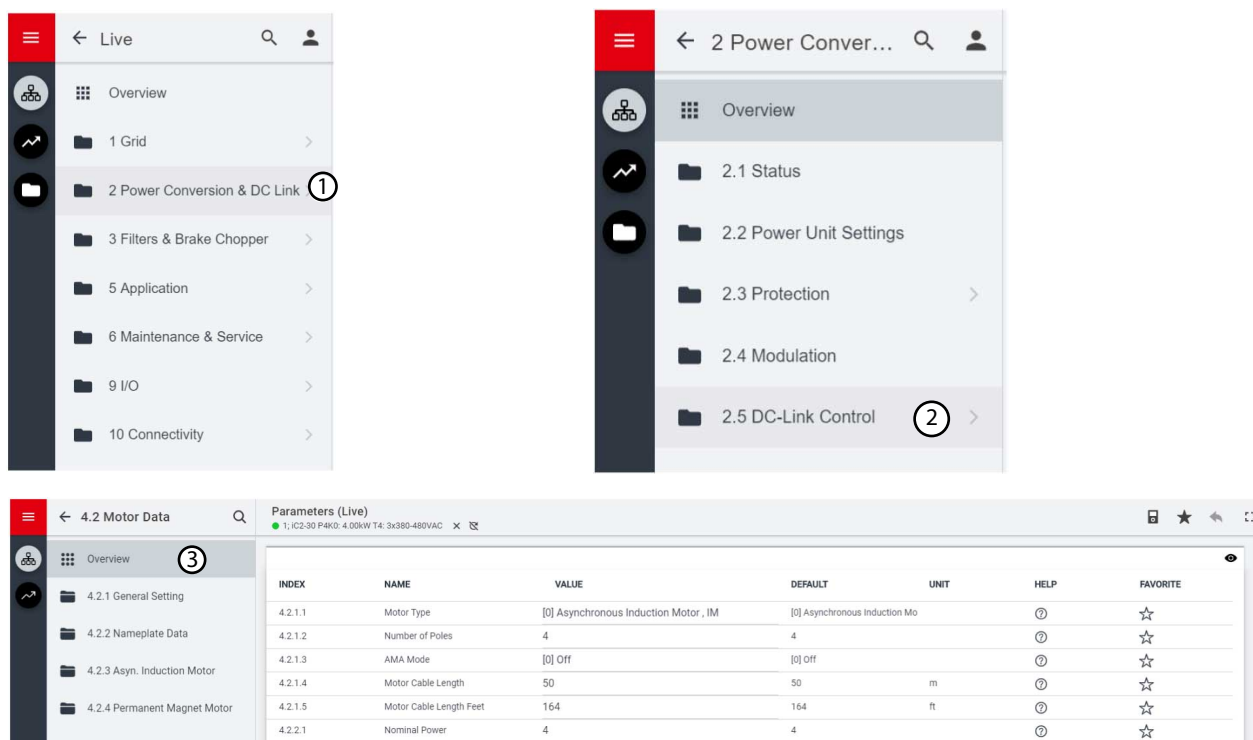 Live
Overview
1 Grid
2 Power Conversion & DC Link
1
3 Filters & Brake Chopper
5 Application
6 Maintenance & Service
9 I/O
10 Connectivity
2 Power Conver...
Overview
2.1 Status
2.2 Power Unit Settings
2.3 Protection
2.4 Modulation
2.5 DC-Link Control
2
4.2 Motor Data
Overview
3
4.2.1 General Setting
4.2.2 Nameplate Data
4.2.3 Asyn. Induction Motor
4.2.4 Permanent Magnet Motor
Parameters (Live)
1; iC2-30 P4K0: 4.00kW T4: 3x380-480VAC
INDEX NAME VALUE DEFAULT UNIT HELP FAVORITE
4.2.1.1 Motor Type [0] Asynchronous Induction Motor , IM [0] Asynchronous Induction Mo
4.2.1.2 Number of Poles 4 4
4.2.1.3 AMA Mode [0] Off [0] Off
4.2.1.4 Motor Cable Length 50 50 m
4.2.1.5 Motor Cable Length Feet 164 164 ft
4.2.2.1 Nominal Power 4 4